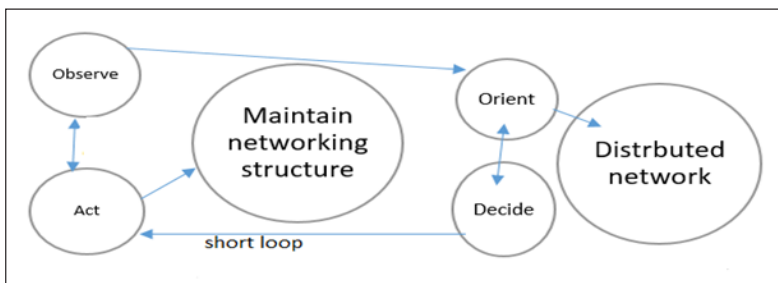 Observe
Maintain
networking
structure
Orient
Distrbuted
network
Act
Decide
short loop